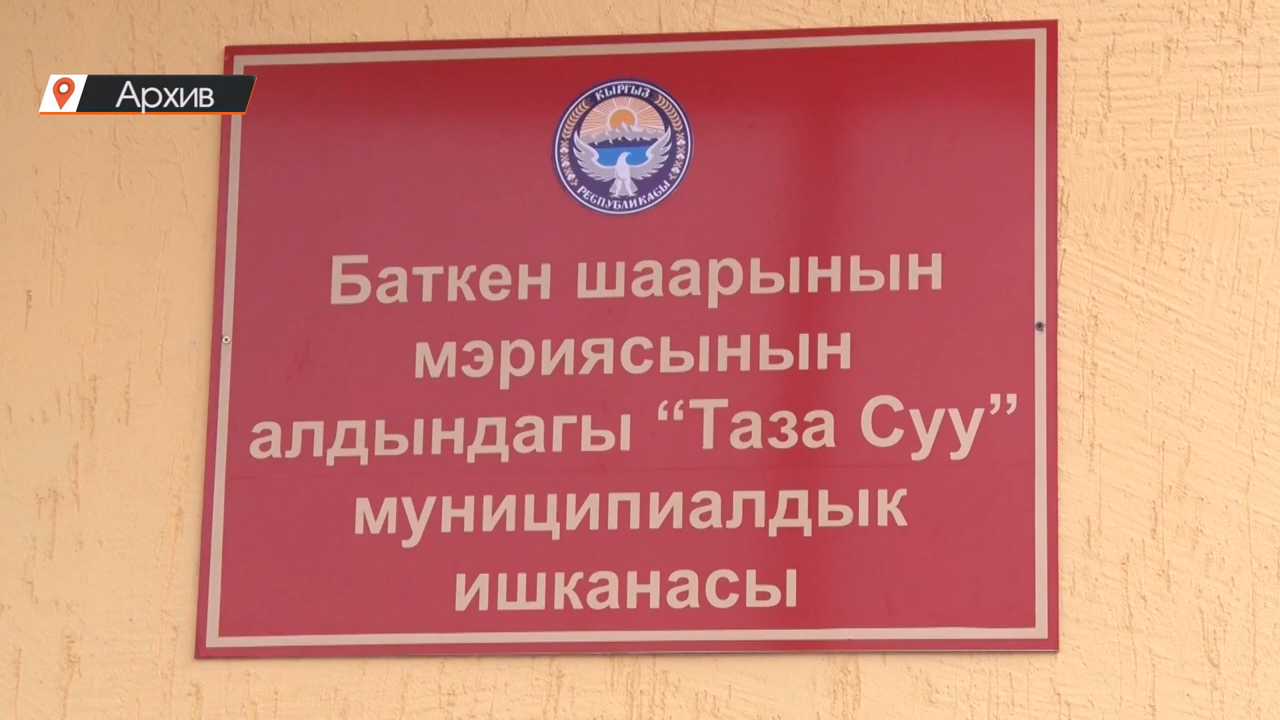 Архив
КЫРГЫЗ
РЕСПУБЛИКАСЫ
Баткен шаарынын
мэриясынын
алдындагы “Таза Суу”
муниципиалдык
ишканасы